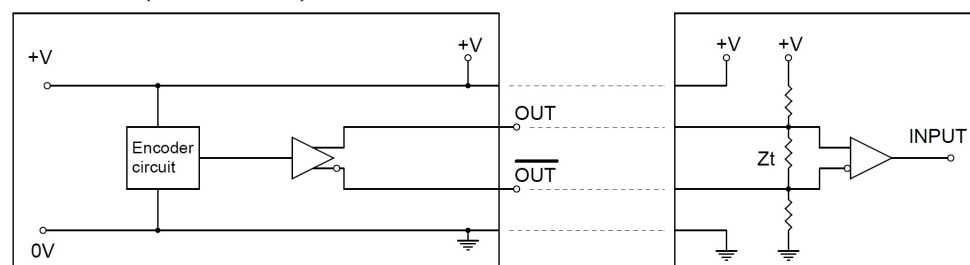 +V
+V
+V
+V
OUT
Encoder
circuit
INPUT
Zt
OUT
0V